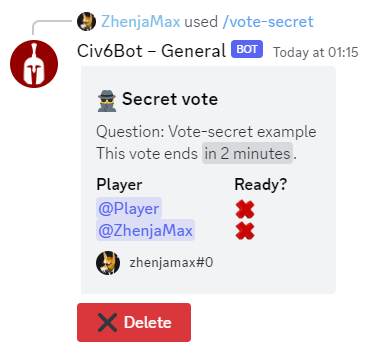 ZhenjaMax used /vote-secret
Civ6Bot – General BOT Today at 01:15
Secret vote
Question: Vote-secret example
This vote ends in 2 minutes.
Player Ready?
@Player
@ZhenjaMax
zhenjamax#0
Delete